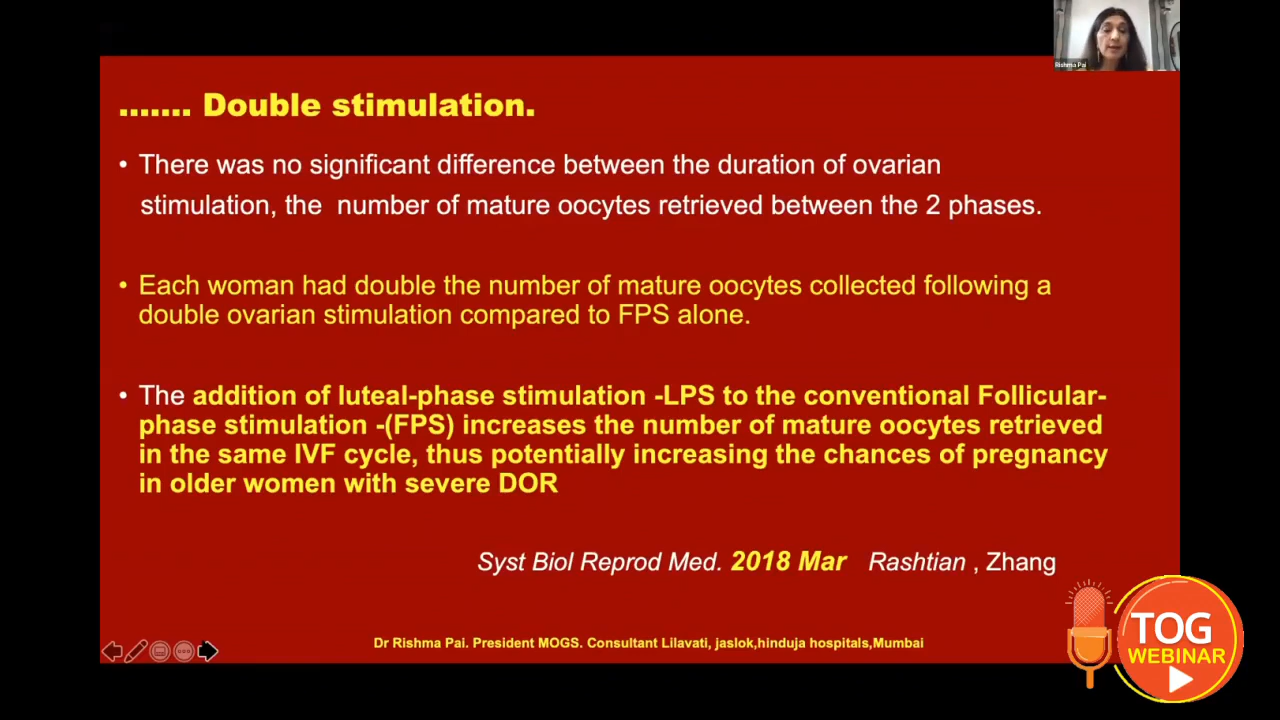 Rishma Pai
....... Double stimulation.
• There was no significant difference between the duration of ovarian
stimulation, the number of mature oocytes retrieved between the 2 phases.
• Each woman had double the number of mature oocytes collected following a
double ovarian stimulation compared to FPS alone.
• The addition of luteal-phase stimulation -LPS to the conventional Follicular-
phase stimulation -(FPS) increases the number of mature oocytes retrieved
in the same IVF cycle, thus potentially increasing the chances of pregnancy
in older women with severe DOR
Syst Biol Reprod Med. 2018 Mar Rashtian , Zhang
Dr Rishma Pai. President MOGS. Consultant Lilavati, jaslok,hinduja hospitals,Mumbai
TOG
WEBINAR